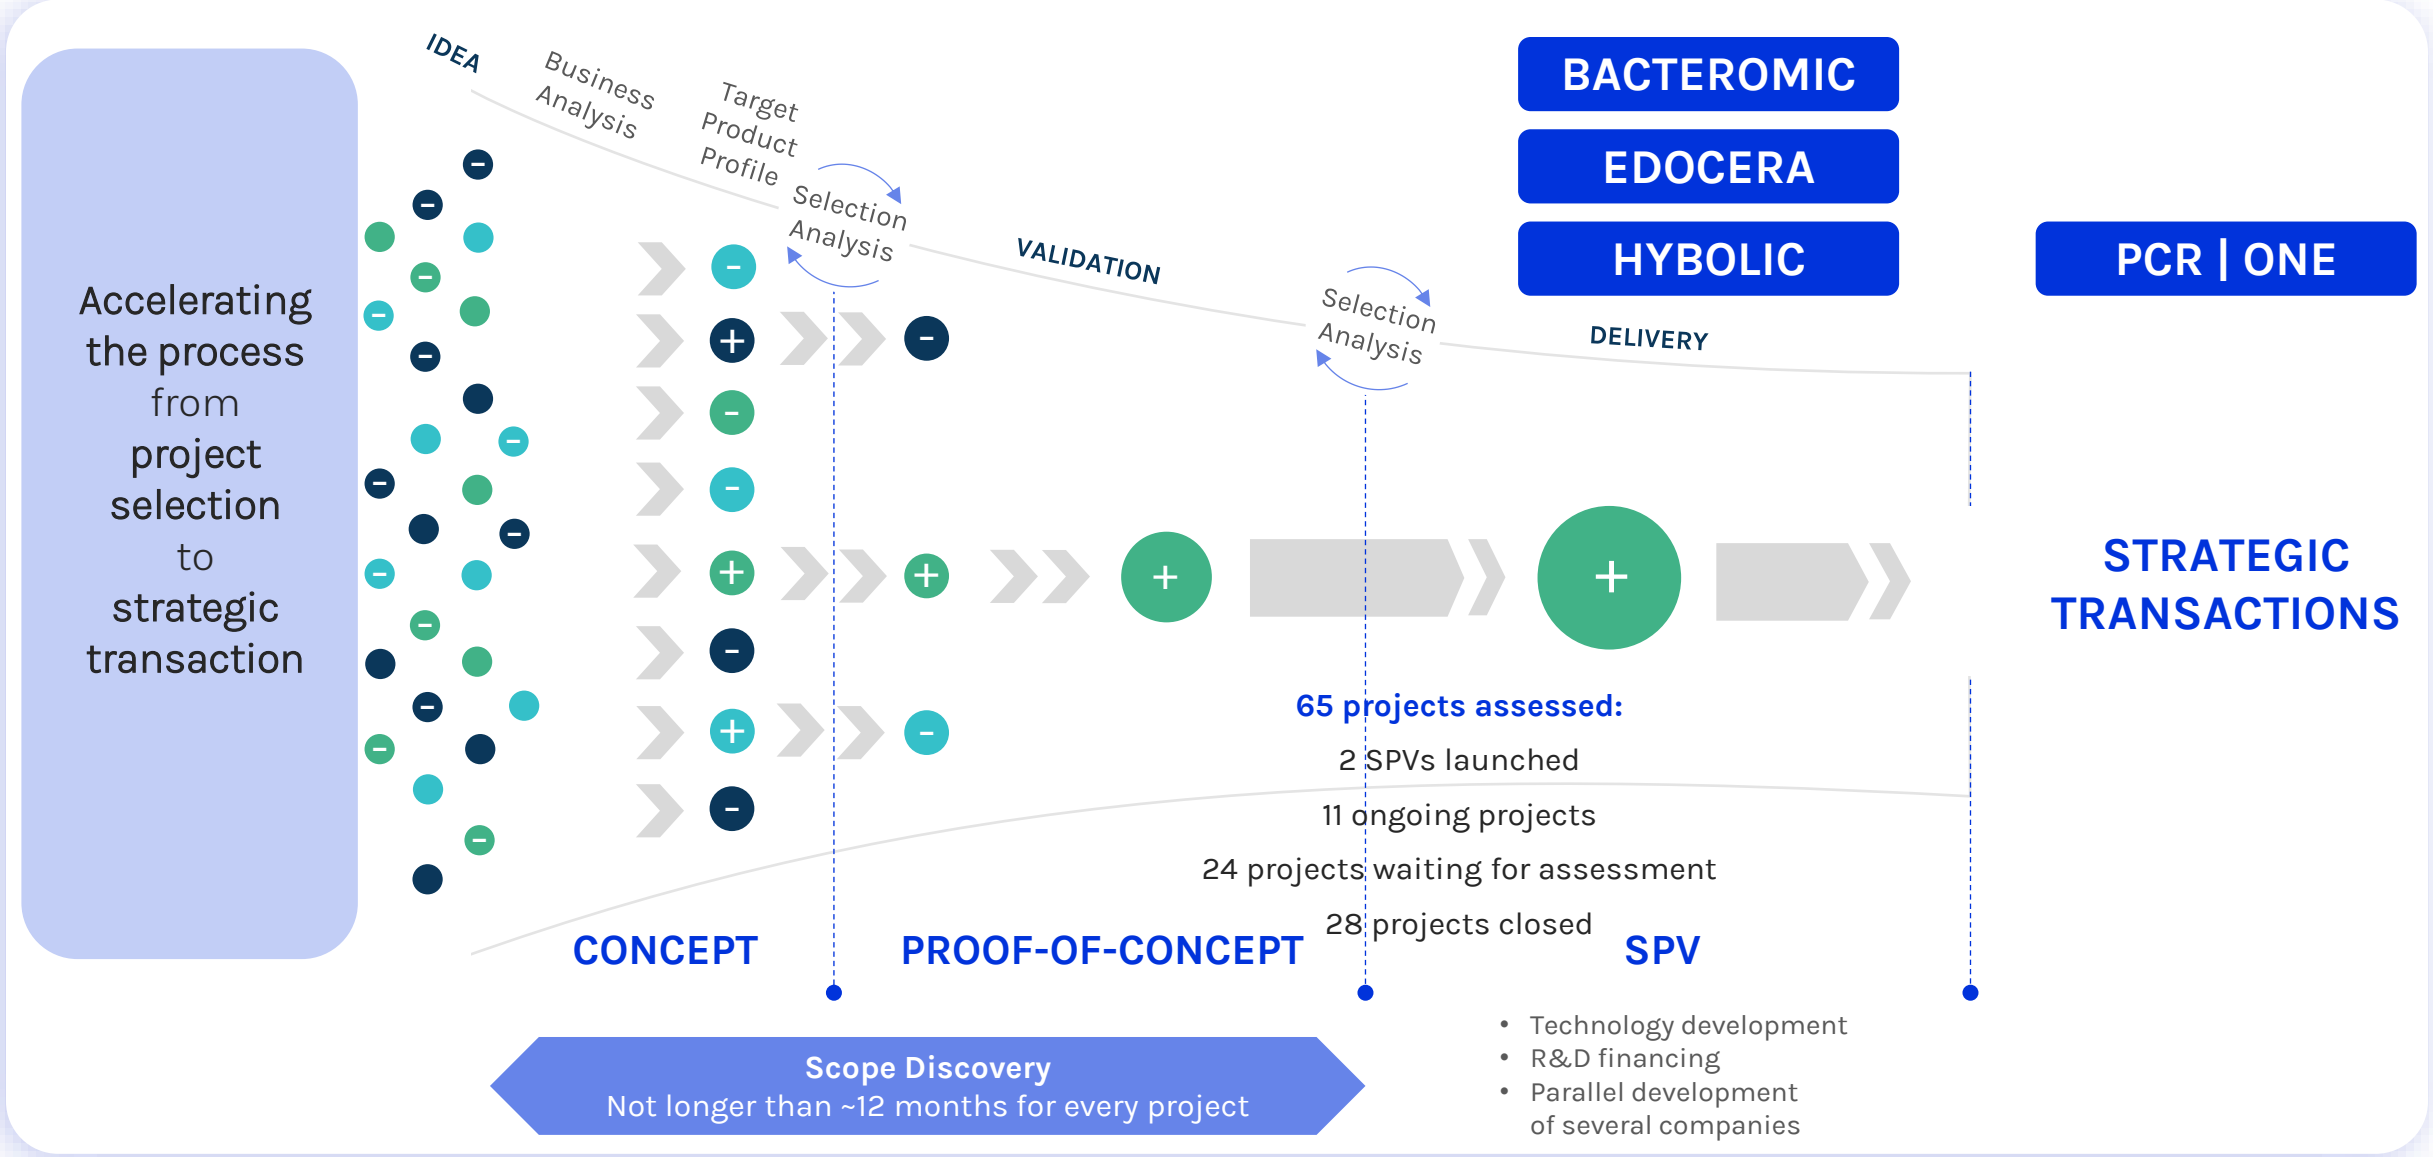 Accelerating
the process
from
project
selection
to
strategic
transaction
IDEA
Business
Analysis
Target
Product
Profile
Selection
Analysis
VALIDATION
Selection
Analysis
DELIVERY
BACTEROMIC
EDOCERA
HYBOLIC
PCR | ONE
STRATEGIC
TRANSACTIONS
65 projects assessed:
2 SPVs launched
11 ongoing projects
24 projects waiting for assessment
28 projects closed
CONCEPT
PROOF-OF-CONCEPT
SPV
Scope Discovery
Not longer than ~12 months for every project
• Technology development
• R&D financing
• Parallel development
of several companies